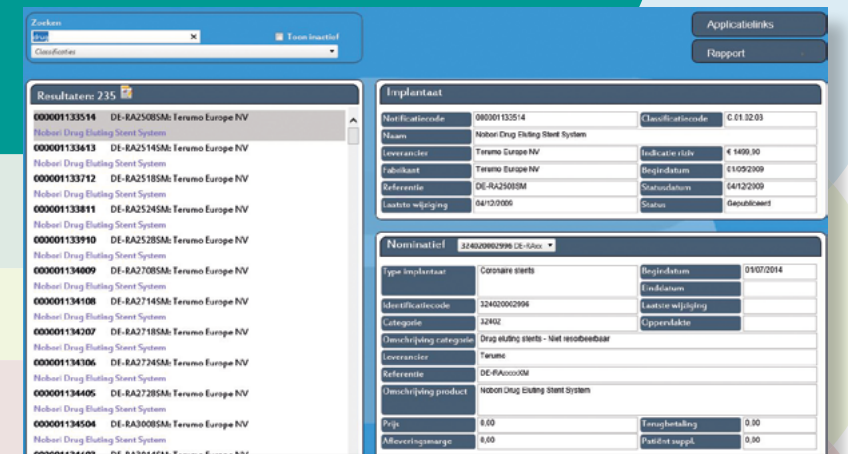 Zoeken
drug
x
Toon inactief
Classificaties
Applicatielinks
Rapport
Resultaten: 235
000001133514 DE-RA2508SM: Terumo Europe NV
Nobori Drug Eluting Stent System
000001133613 DE-RA2514SM: Terumo Europe NV
Nobori Drug Eluting Stent System
000001133712 DE-RA2518SM: Terumo Europe NV
Nobori Drug Eluting Stent System
000001133811 DE-RA2524SM: Terumo Europe NV
Nobori Drug Eluting Stent System
000001133910 DE-RA2528SM: Terumo Europe NV
Nobori Drug Eluting Stent System
000001134009 DE-RA2708SM: Terumo Europe NV
Nobori Drug Eluting Stent System
000001134108 DE-RA2714SM: Terumo Europe NV
Nobori Drug Eluting Stent System
000001134207 DE-RA2718SM: Terumo Europe NV
Nobori Drug Eluting Stent System
000001134306 DE-RA2724SM: Terumo Europe NV
Nobori Drug Eluting Stent System
000001134405 DE-RA2728SM: Terumo Europe NV
Nobori Drug Eluting Stent System
000001134504 DE-RA3008SM: Terumo Europe NV
Nobori Drug Eluting Stent System
Terumo Europe NV
Implantaat
Notificatiecode 000001133514 Classificatiecode C.01.02.03
Naam Nobori Drug Eluting Stent System
Leverancier Terumo Europe NV Indicatie riziv € 1499,90
Fabrikant Terumo Europe NV Begindatum 01/05/2009
Referentie DE-RA2508SM Statusdatum 04/12/2009
Laatste wijziging 04/12/2009 Status Gepubliceerd
Nominatief 324020002996 DE-RAxx
Type implantaat Coronaire stents Begindatum 01/07/2014
Einddatum
Identificatiecode 324020002996 Laatste wijziging
Categorie 32402 Oppervlakte
Omschrijving categorie Drug eluting stents - Niet resorbeerbaar
Leverancier Terumo
Referentie
Omschrijving product Nobori Drug Eluting Stent System
Prijs 0,00 Terugbetaling 0,00
Afleveringsmarge 0,00 Patiënt suppl. 0,00